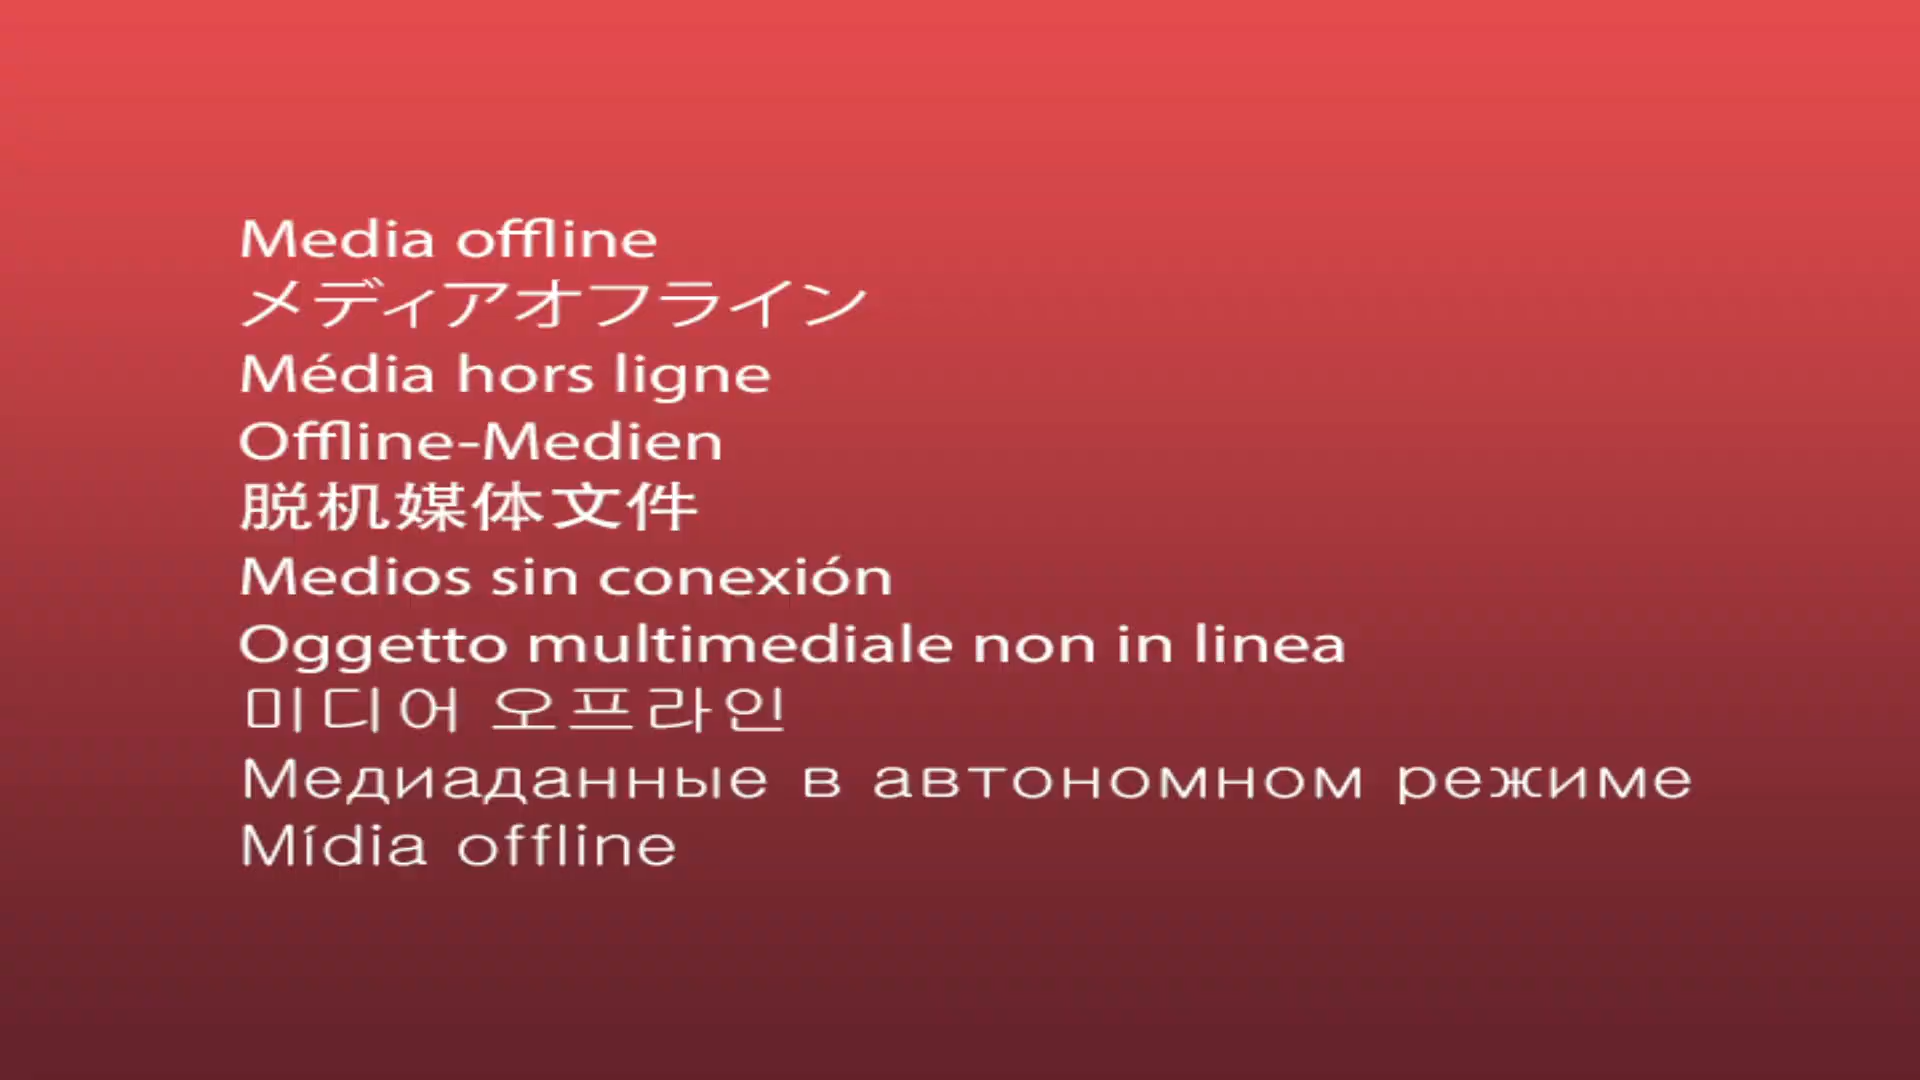 Media offline
メディアオフライン
Média hors ligne
Offline-Medien
脱机媒体文件
Medios sin conexión
Oggetto multimediale non in linea
미디어 오프라인
Медиаданные в автономном режиме
Mídia offline